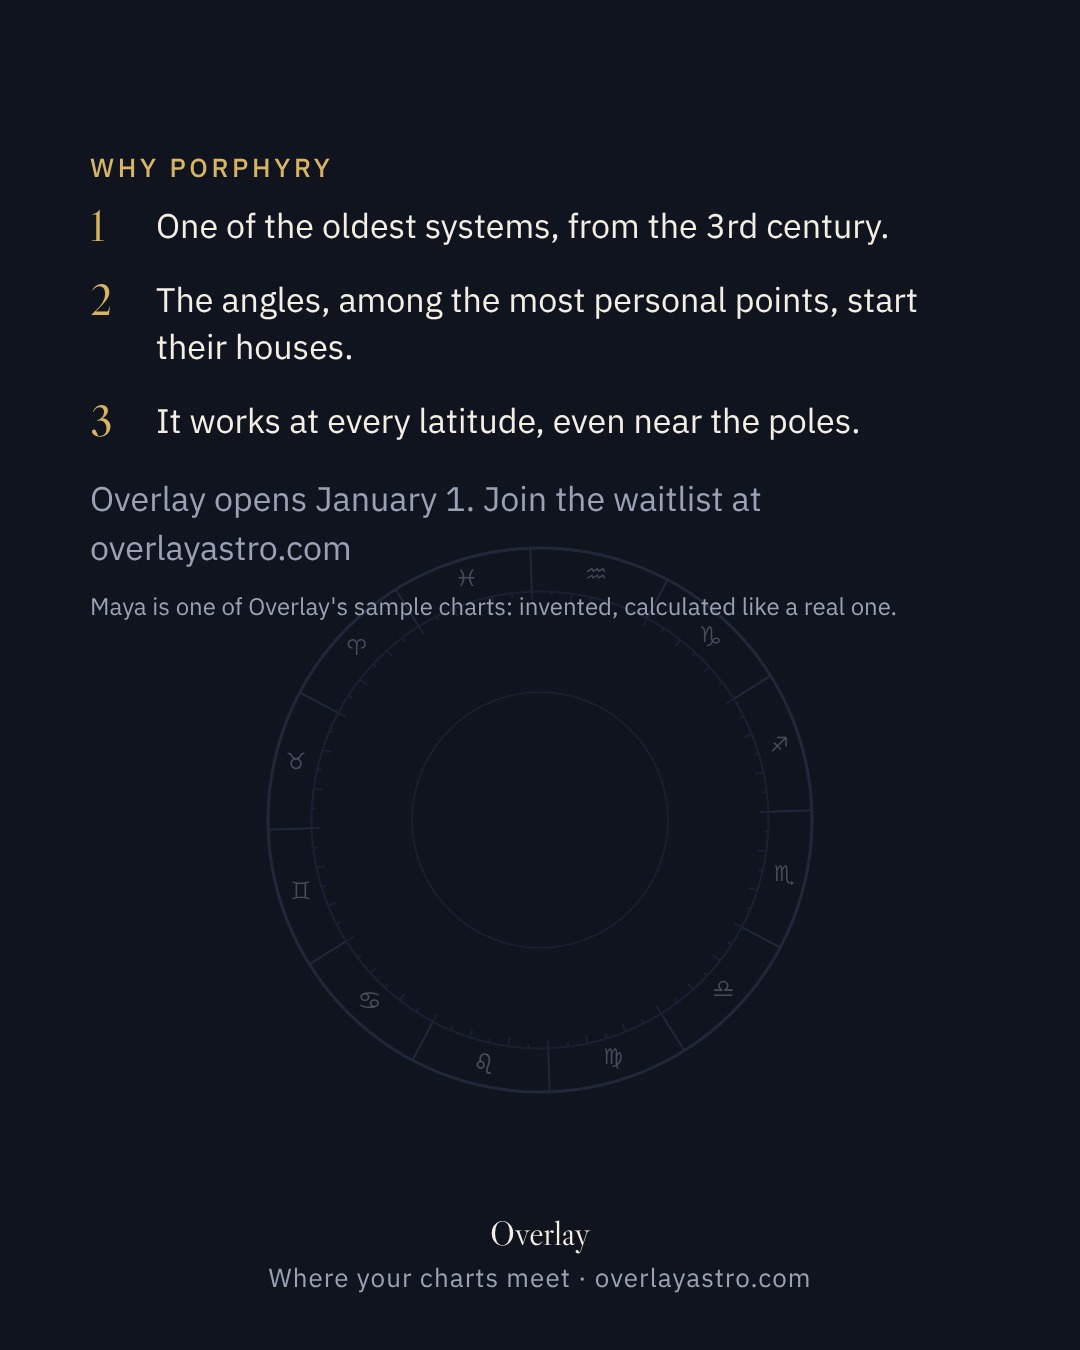 WHY PORPHYRY
1 One of the oldest systems, from the 3rd century.
2 The angles, among the most personal points, start
their houses.
3 It works at every latitude, even near the poles.
Overlay opens January 1. Join the waitlist at
overlayastro.com
Maya is one of Overlay's sample charts: invented, calculated like a real one.
♓ ♒
♈ ♑
♉ ♐
♊ ♏
♋ ♎
♌ ♍
Overlay
Where your charts meet · overlayastro.com